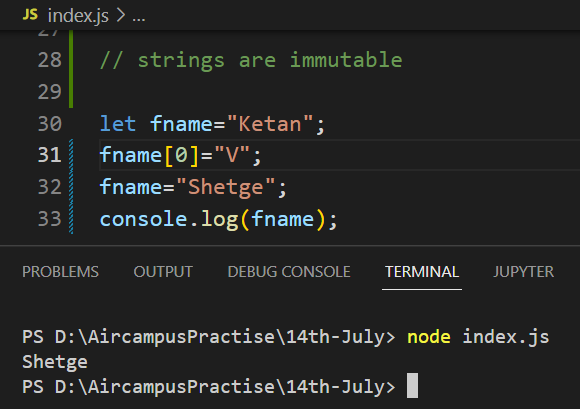 JS index.js > ...
27
28 // strings are immutable
29
30 let fname="Ketan";
31 fname[0]="V";
32 fname="Shetge";
33 console.log(fname);
PROBLEMS OUTPUT DEBUG CONSOLE TERMINAL JUPYTER
PS D:\AircampusPractise\14th-July> node index.js
Shetge
PS D:\AircampusPractise\14th-July>